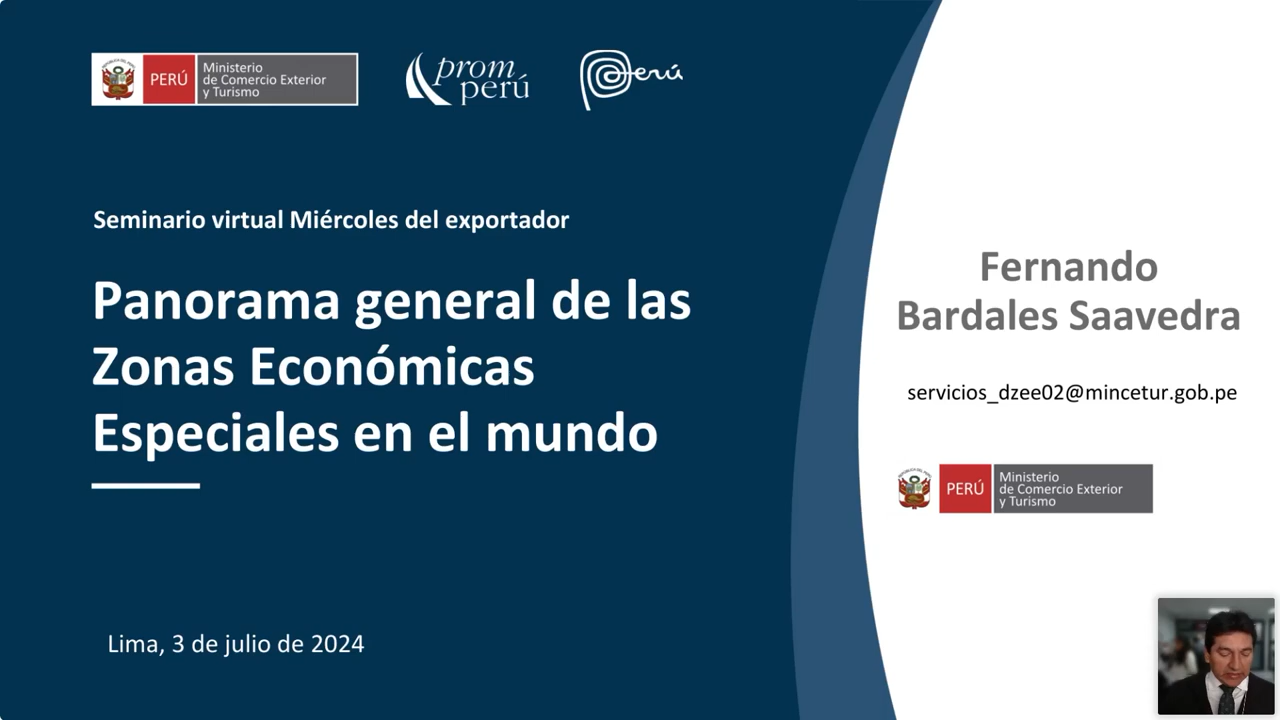 PERÚ
Ministerio
de Comercio Exterior
y Turismo
prom
perú
Perú
Seminario virtual Miércoles del exportador
Panorama general de las
Zonas Económicas
Especiales en el mundo
Lima, 3 de julio de 2024
Fernando
Bardales Saavedra
servicios_dzee02@mincetur.gob.pe
PERÚ
Ministerio
de Comercio Exterior
y Turismo